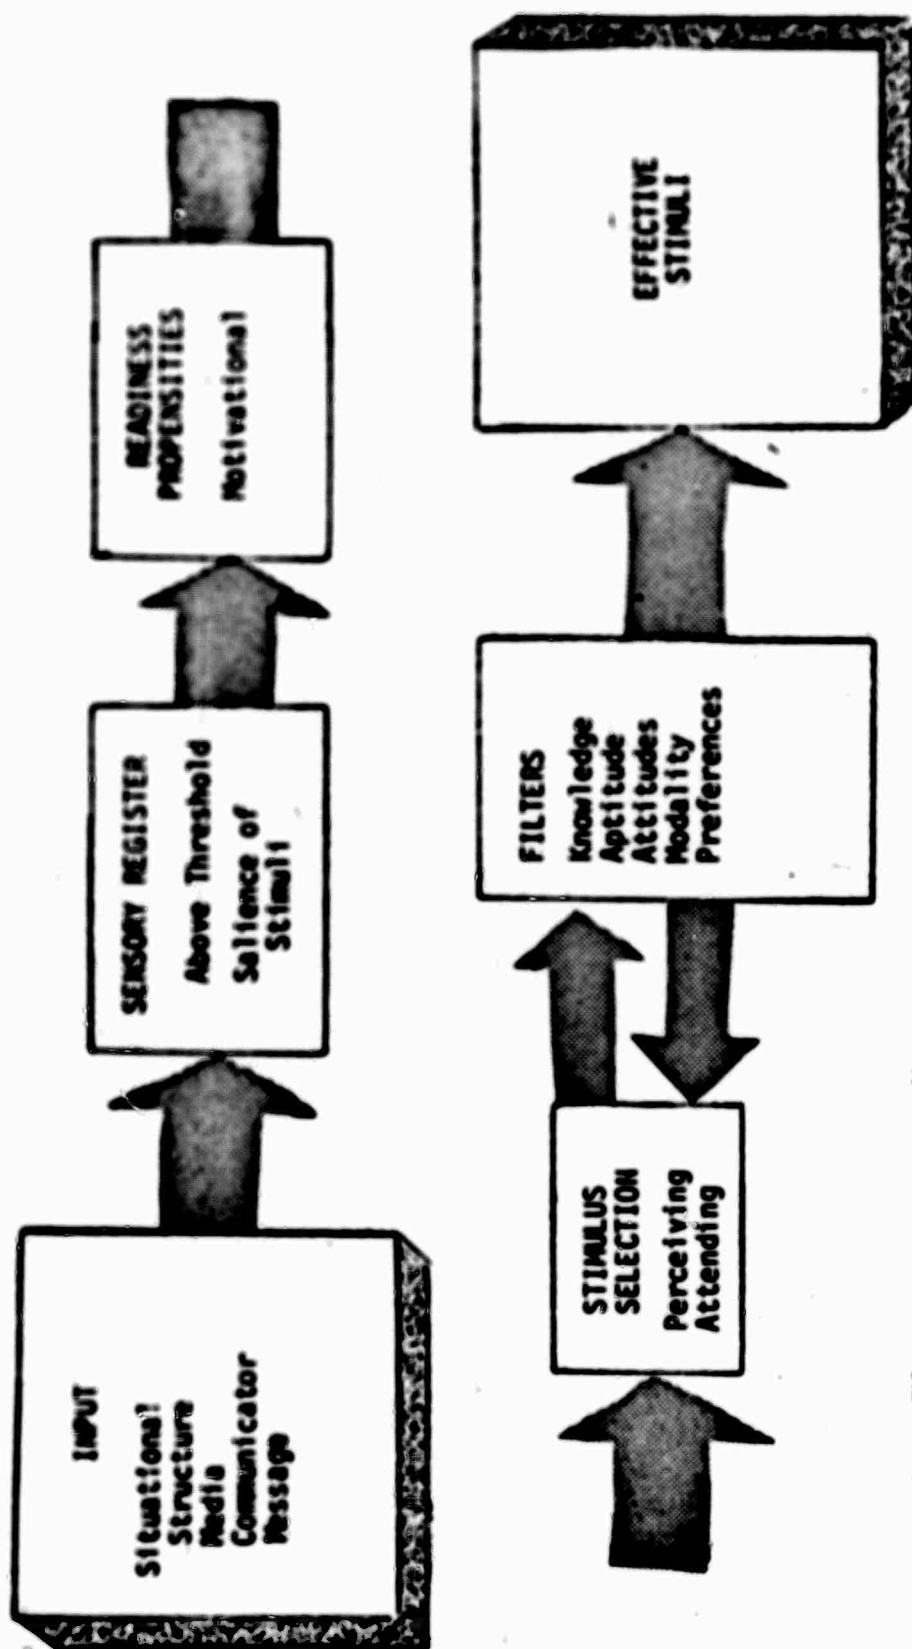 INPUT
Situational
Structure
Media
Communicator
Message
SENSORY REGISTER
Above Threshold
Salience of
Stimuli
READINESS
PROPENSITIES
Motivational
STIMULUS
SELECTION
Perceiving
Attending
FILTERS
Knowledge
Aptitude
Attitudes
Modality
Preferences
EFFECTIVE
STIMULI